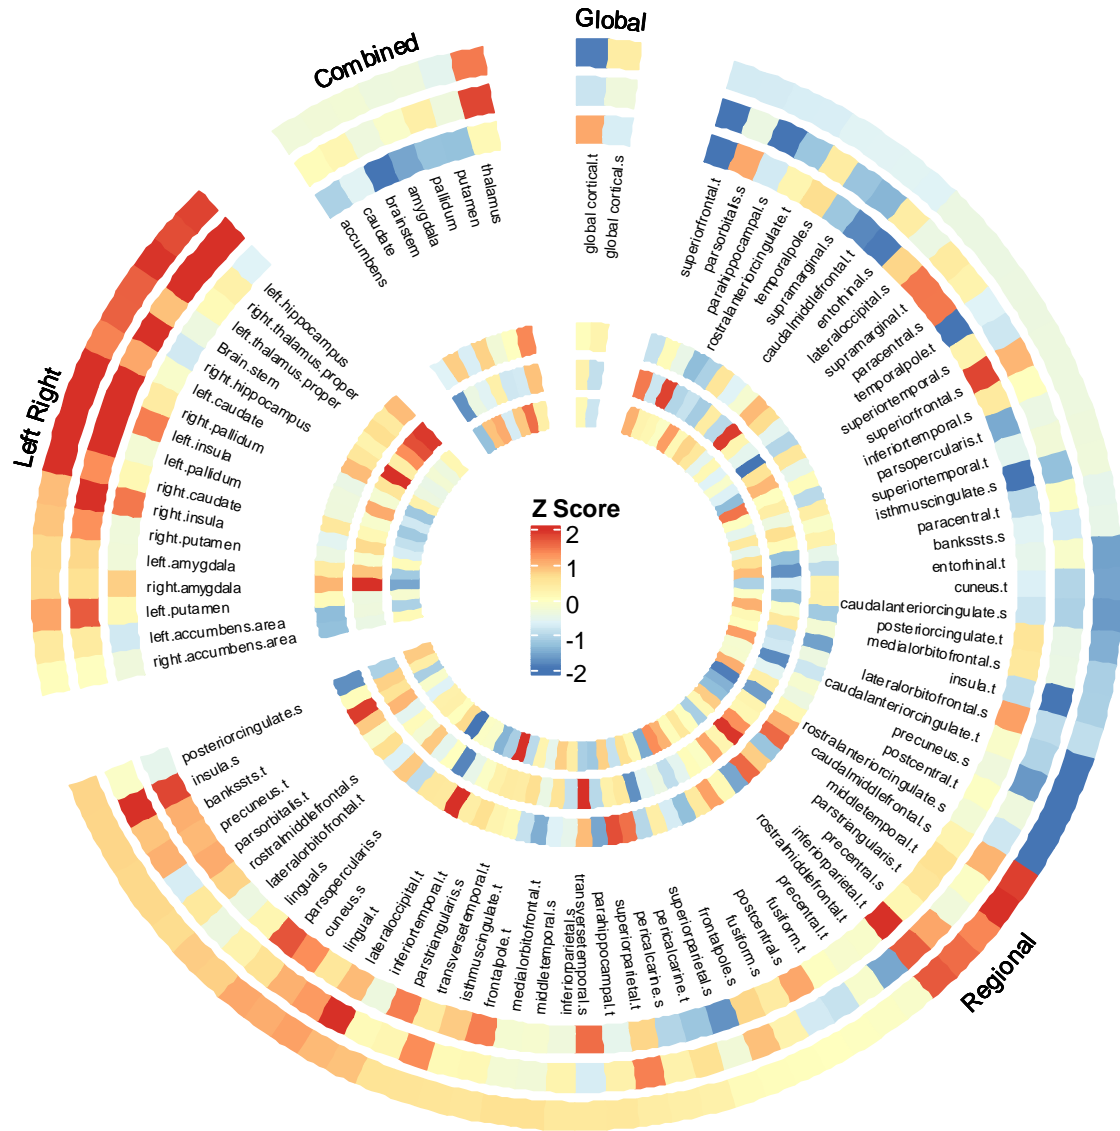 Global
Combined
Left Right
Regional
global cortical.t
global cortical.s
superiorfrontal.t
parsorbitalis.s
parahippocampal.s
rostralanteriorcingulate.t
temporalpole.s
supramarginal.s
caudalmiddlefrontal.t
entorhinal.s
lateraloccipital.s
supramarginal.t
paracentral.s
temporalpole.t
superiortemporal.s
superiorfrontal.s
inferiortemporal.s
parsopercularis.t
superiortemporal.t
isthmuscingulate.s
paracentral.t
bankssts.s
entorhinal.t
cuneus.t
caudalanteriorcingulate.s
posteriorcingulate.t
medialorbitofrontal.s
insula.t
lateralorbitofrontal.s
caudalanteriorcingulate.t
precuneus.s
postcentral.t
rostralanteriorcingulate.s
caudalmiddlefrontal.s
middletemporal.t
parstriangularis.t
precentral.s
inferiorparietal.t
rostralmiddlefrontal.t
precentral.t
fusiform.t
postcentral.s
fusiform.s
frontalpole.s
superiorparietal.s
pericalcarine.t
pericalcarine.s
superiorparietal.t
parahippocampal.t
transversetemporal.s
inferiorparietal.s
middletemporal.s
medialorbitofrontal.t
frontalpole.t
isthmuscingulate.t
transversetemporal.t
parstriangularis.s
inferiortemporal.t
lateraloccipital.t
lingual.t
cuneus.s
parsopercularis.s
lingual.s
lateralorbitofrontal.t
rostralmiddlefrontal.s
parsorbitalis.t
precuneus.t
bankssts.t
insula.s
posteriorcingulate.s
right.accumbens.area
left.accumbens.area
left.putamen
right.amygdala
left.amygdala
right.putamen
right.insula
right.caudate
left.pallidum
left.insula
right.pallidum
left.caudate
right.hippocampus
Brain.stem
left.thalamus.proper
right.thalamus.proper
left.hippocampus
accumbens
caudate
brainstem
amygdala
pallidum
putamen
thalamus
Z Score
2
1
0
-1
-2